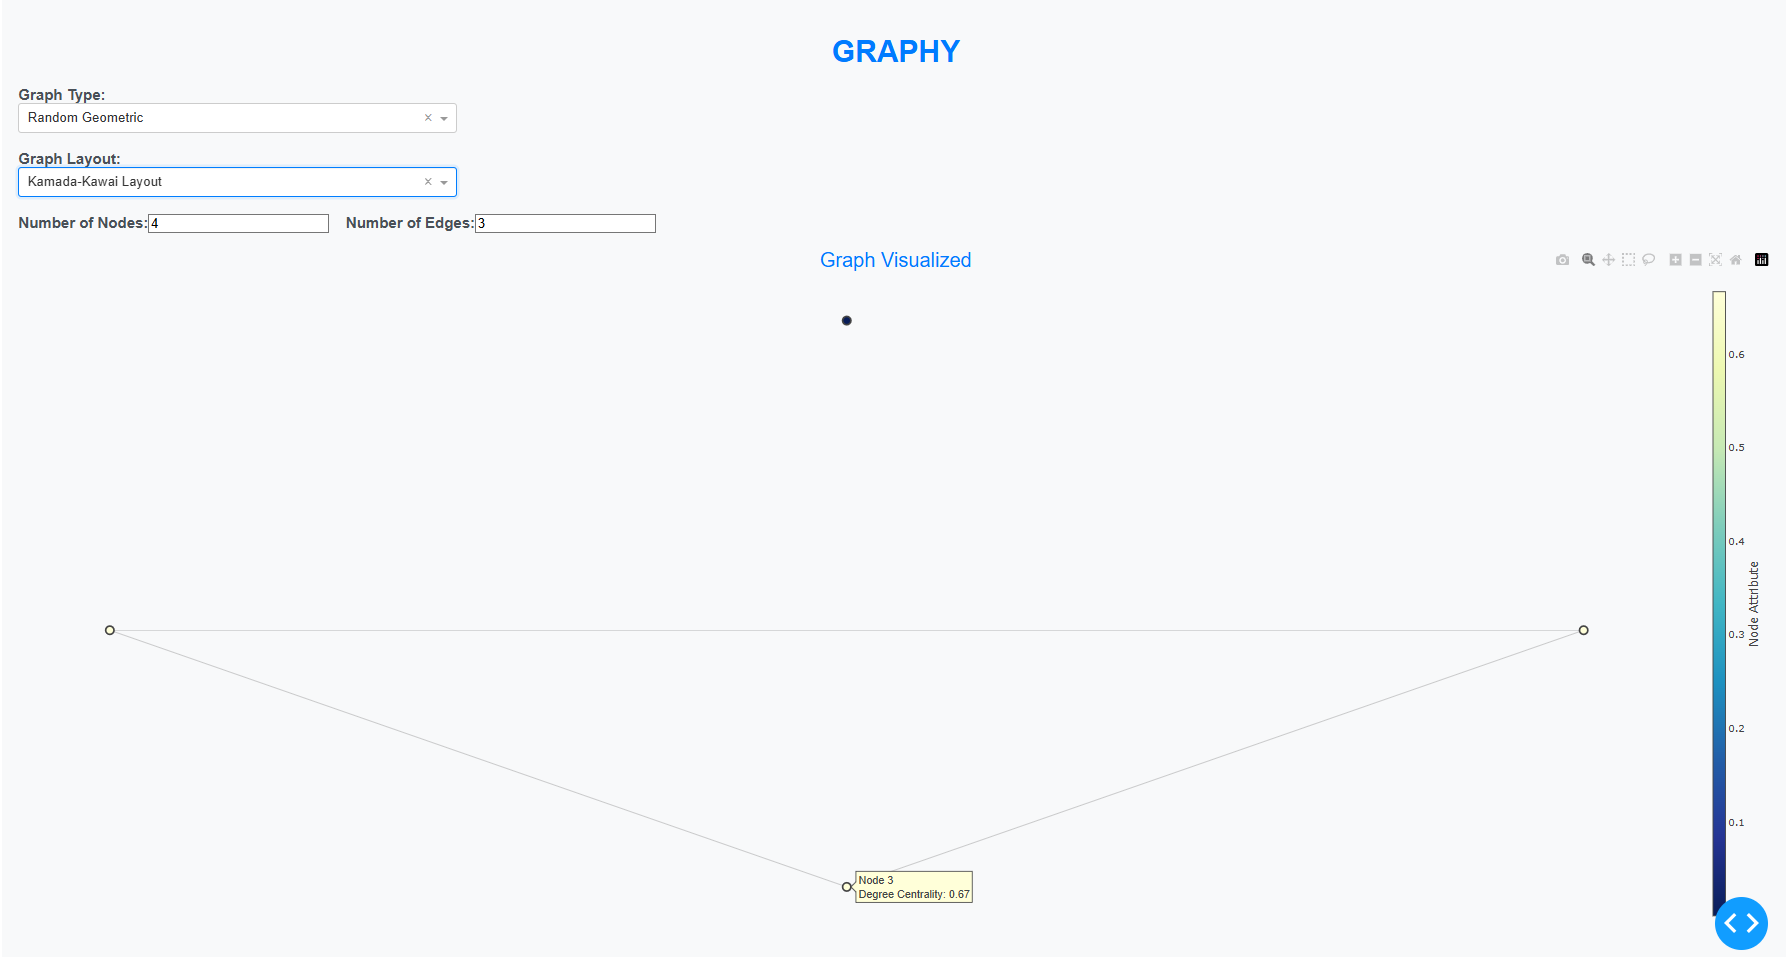 GRAPHY
Graph Type:
Random Geometric
Graph Layout:
Kamada-Kawai Layout
Number of Nodes: 4 Number of Edges: 3
Graph Visualized
0.6
0.5
0.4
0.3
0.2
0.1
Node Attribute
Node 3
Degree Centrality: 0.67